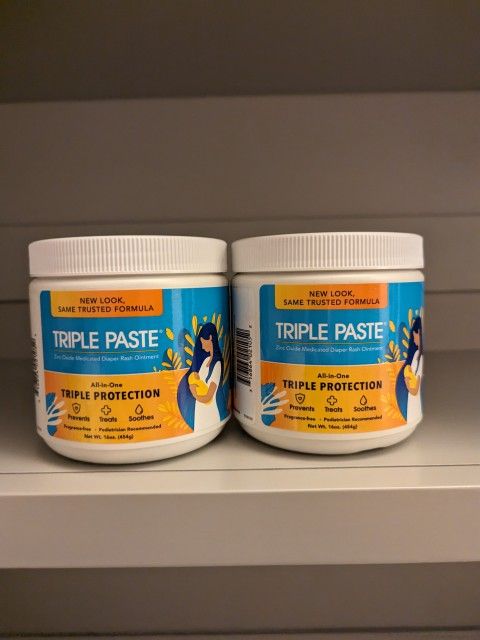 NEW LOOK,
SAME TRUSTED FORMULA
TRIPLE PASTE®
Zinc Oxide Medicated Diaper Rash Ointment
All-in-One
TRIPLE PROTECTION
Prevents Treats Soothes
Fragrance-free • Pediatrician Recommended
Net Wt. 16oz. (454g)
NEW LOOK,
SAME TRUSTED FORMULA
TRIPLE PASTE®
Zinc Oxide Medicated Diaper Rash Ointment
All-in-One
TRIPLE PROTECTION
Prevents Treats Soothes
Fragrance-free • Pediatrician Recommended
Net Wt. 16oz. (454g)